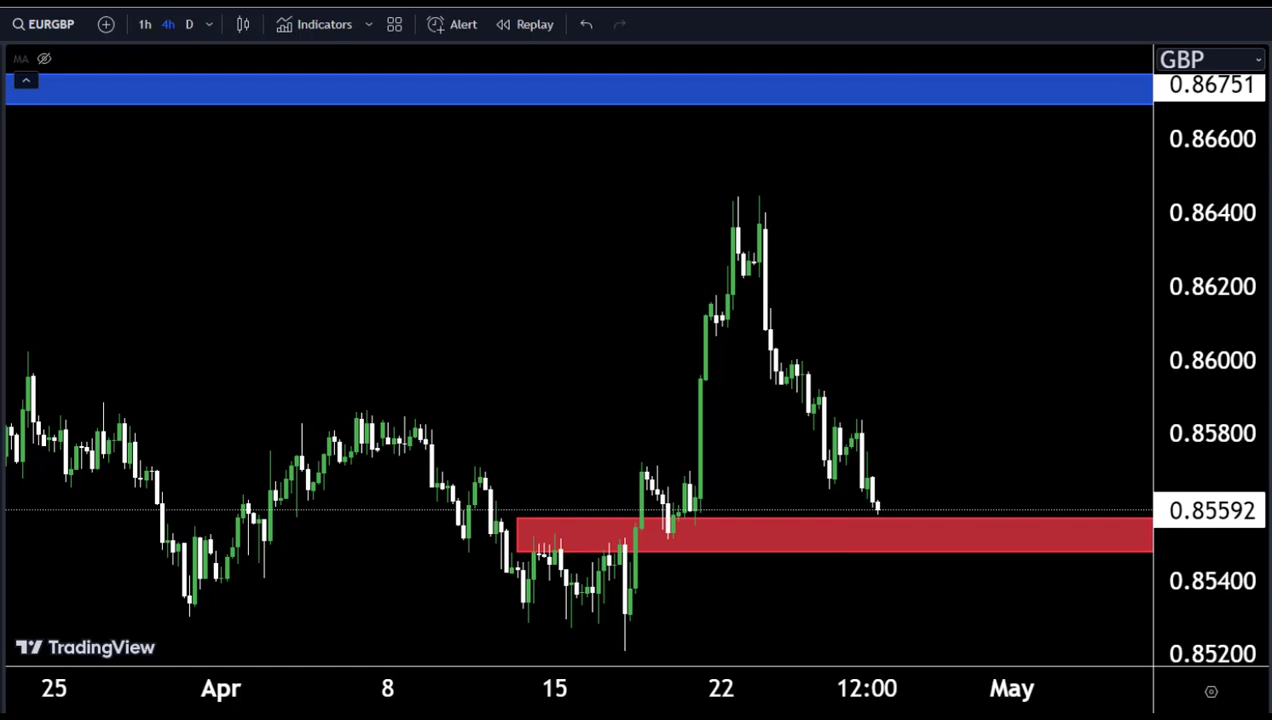 EURGBP 1h 4h D Indicators Alert Replay
MA
GBP
0.86751
0.86600
0.86400
0.86200
0.86000
0.85800
0.85592
0.85400
0.85200
TradingView
25 Apr 8 15 22 12:00 May